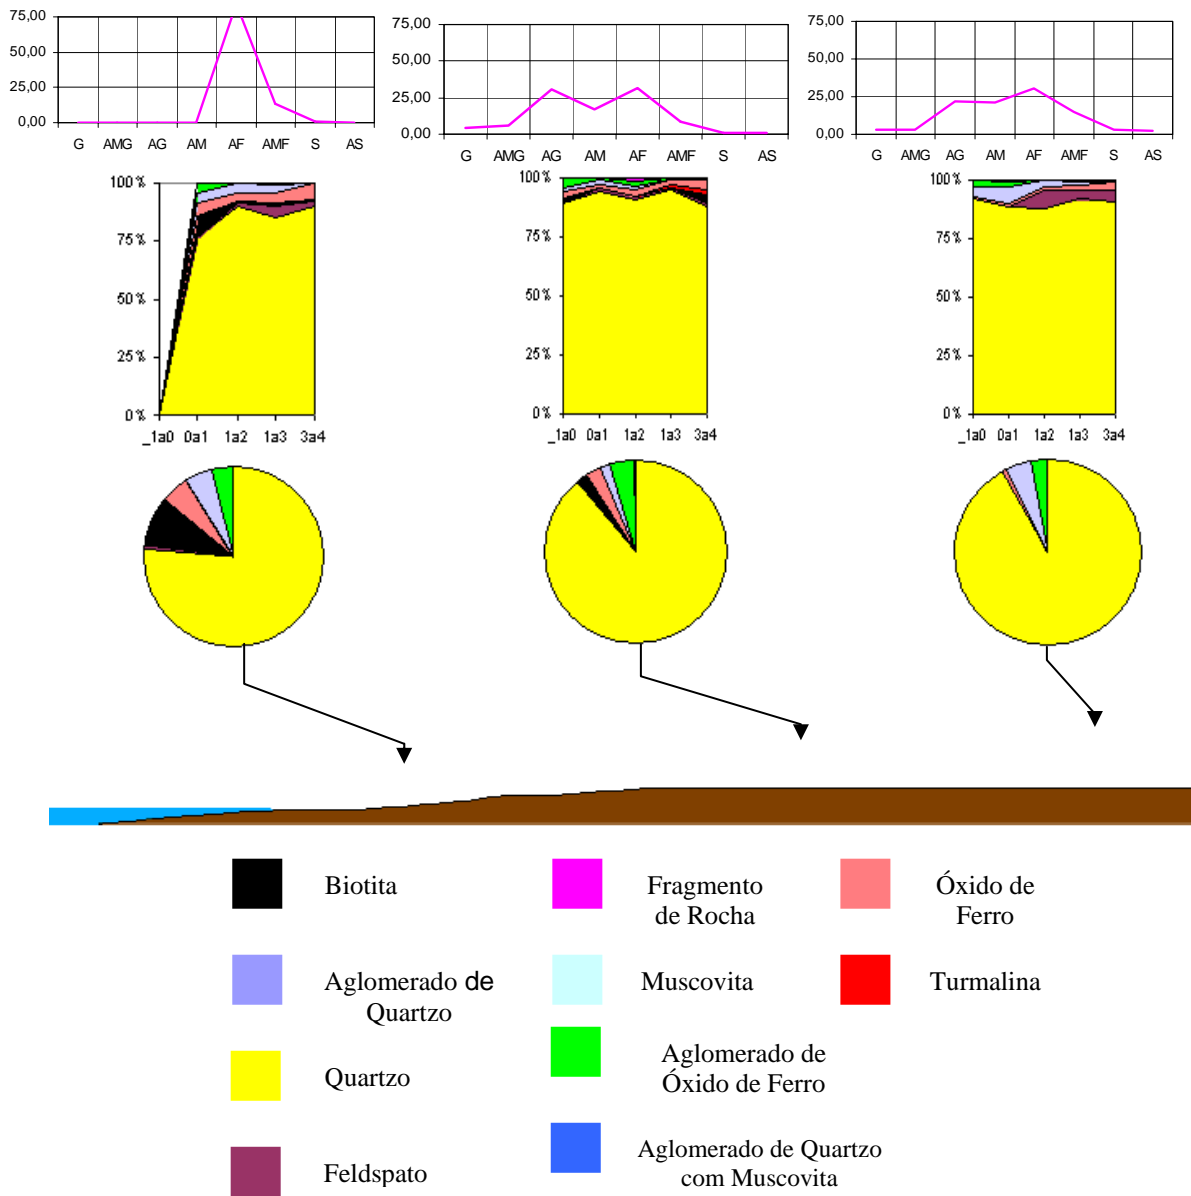 75,00
50,00
25,00
0,00
G AMG AG AM AF AMF S AS
75,00
50,00
25,00
0,00
G AMG AG AM AF AMF S AS
75,00
50,00
25,00
0,00
G AMG AG AM AF AMF S AS
100%
75%
50%
25%
0%
_1a0 0a1 1a2 1a3 3a4
100%
75%
50%
25%
0%
_1a0 0a1 1a2 1a3 3a4
100%
75%
50%
25%
0%
_1a0 0a1 1a2 1a3 3a4
Biotita
Fragmento
de Rocha
Óxido de
Ferro
Aglomerado de
Quartzo
Muscovita
Turmalina
Quartzo
Aglomerado de
Óxido de Ferro
Feldspato
Aglomerado de Quartzo
com Muscovita